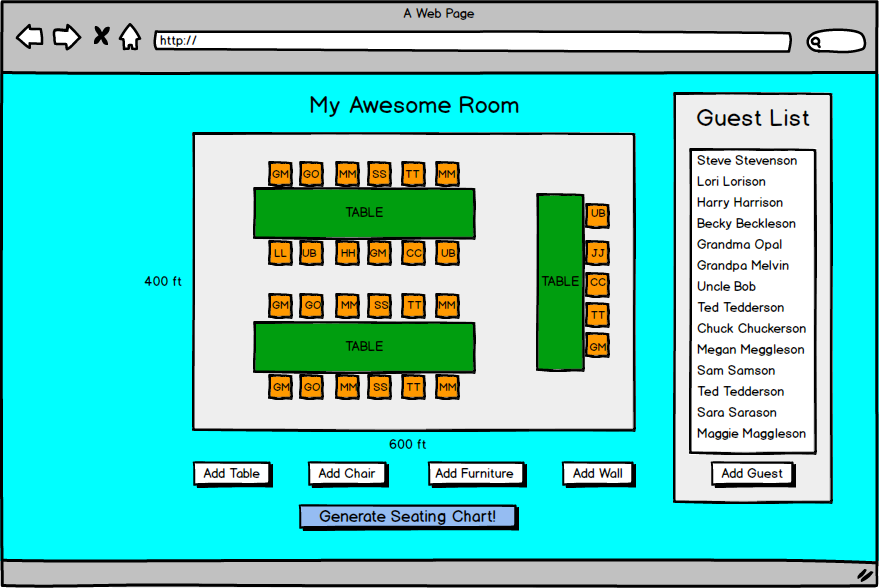 A Web Page
http://
My Awesome Room
GM GO MM SS TT MM
TABLE
LL UB HH GM CC UB
GM GO MM SS TT MM
TABLE
GM GO MM SS TT MM
TABLE
UB
JJ
CC
TT
GM
400 ft
600 ft
Add Table Add Chair Add Furniture Add Wall
Generate Seating Chart!
Guest List
Steve Stevenson
Lori Lorison
Harry Harrison
Becky Beckleson
Grandma Opal
Grandpa Melvin
Uncle Bob
Ted Tedderson
Chuck Chuckerson
Megan Meggleson
Sam Samson
Ted Tedderson
Sara Sarason
Maggie Maggleson
Add Guest